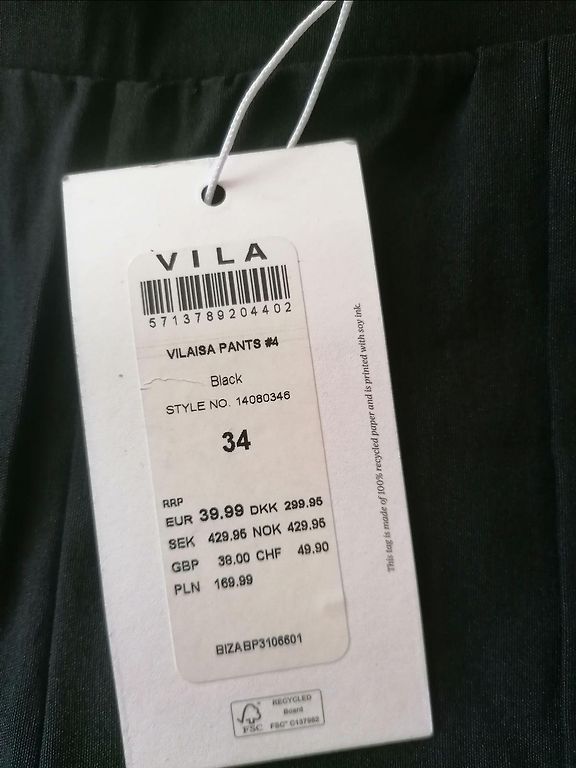 VILA
5713789204402
VILAISA PANTS #4
Black
STYLE NO. 14080346
34
RRP
EUR 39.99 DKK 299.95
SEK 429.95 NOK 429.95
GBP 38.00 CHF 49.90
PLN 169.99
BIZABP3106601
FSC
RECYCLED
Board
FSC® C137982
This tag is made of 100% recycled paper and is printed with soy ink.